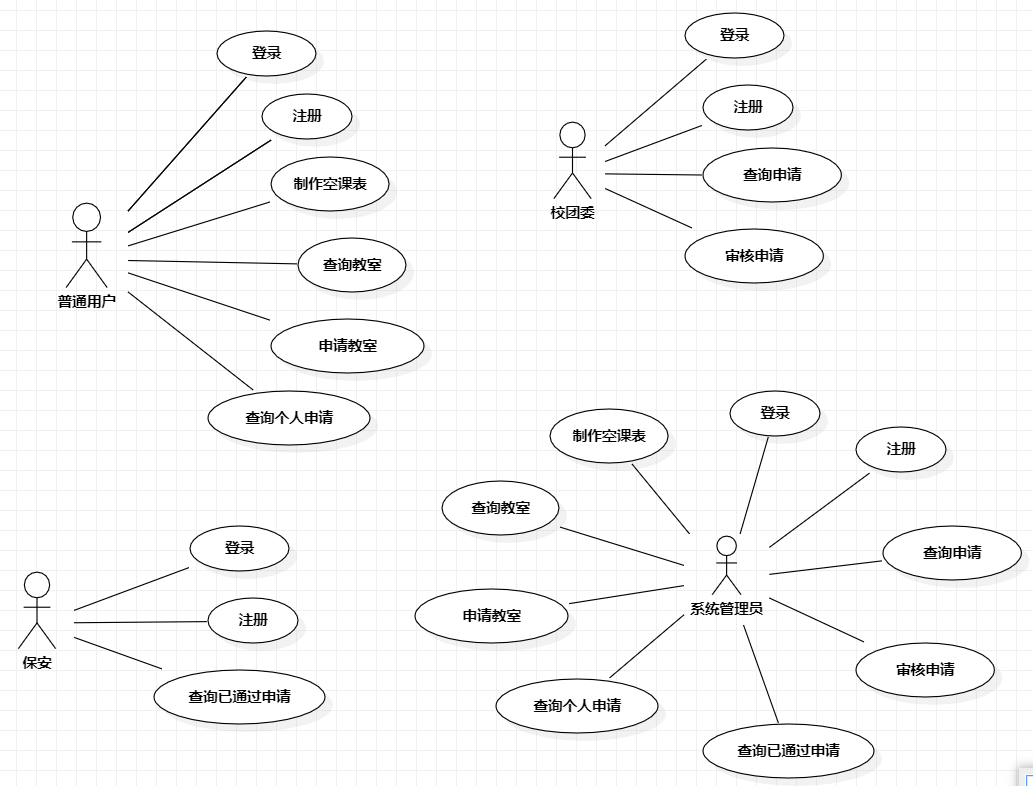 登录
注册
制作空课表
查询教室
申请教室
查询个人申请
普通用户
登录
注册
查询申请
审核申请
校团委
登录
注册
查询已通过申请
保安
制作空课表
登录
注册
查询教室
查询申请
申请教室
系统管理员
审核申请
查询个人申请
查询已通过申请